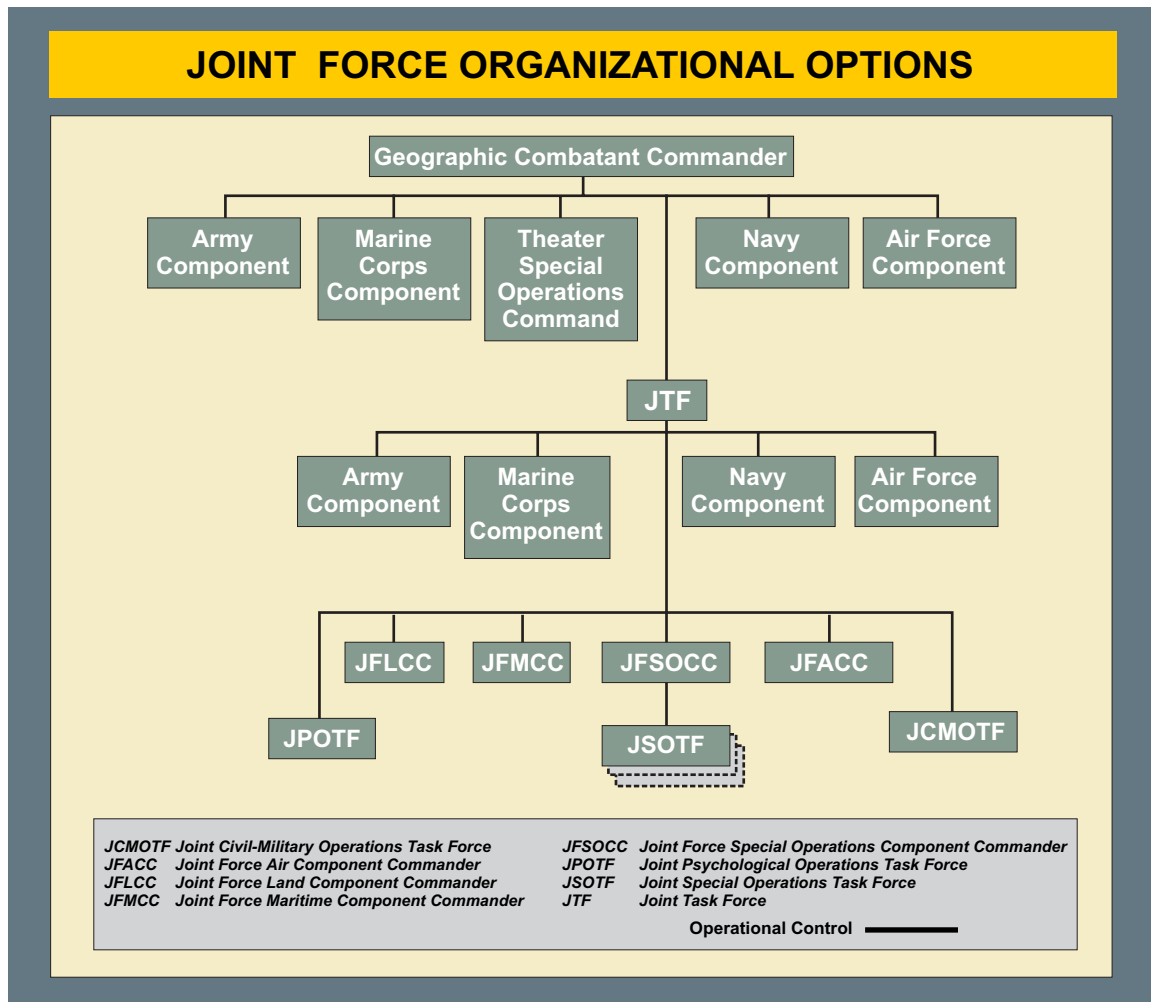 JOINT FORCE ORGANIZATIONAL OPTIONS
Geographic Combatant Commander
Army
Component
Marine
Corps
Component
Theater
Special
Operations
Command
Navy
Component
Air Force
Component
JTF
Army
Component
Marine
Corps
Component
Navy
Component
Air Force
Component
JFLCC
JFMCC
JFSOCC
JFACC
JPOTF
JSOTF
JCMOTF
JCMOTF Joint Civil-Military Operations Task Force
JFACC Joint Force Air Component Commander
JFLCC Joint Force Land Component Commander
JFMCC Joint Force Maritime Component Commander
JFSOCC Joint Force Special Operations Component Commander
JPOTF Joint Psychological Operations Task Force
JSOTF Joint Special Operations Task Force
JTF Joint Task Force
Operational Control